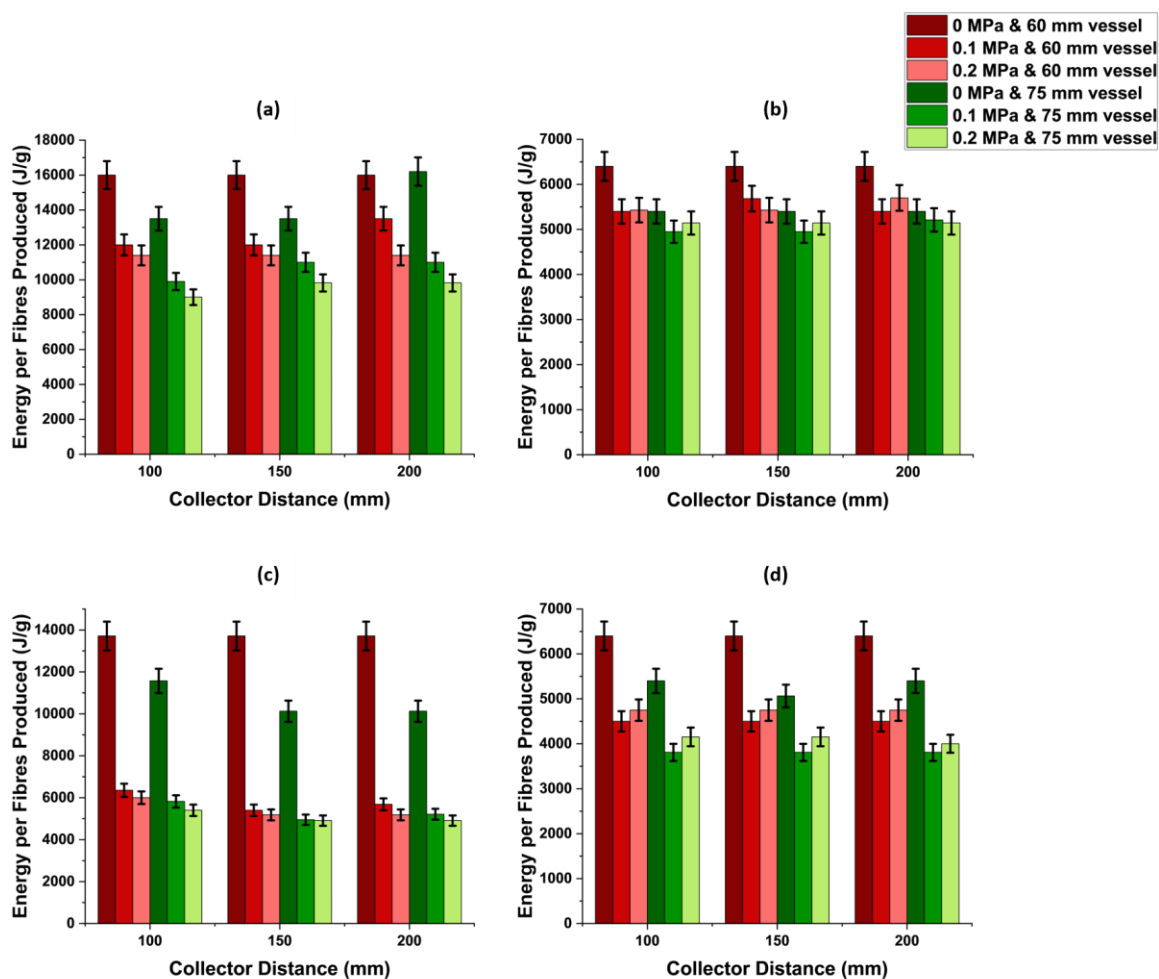 0 MPa & 60 mm vessel
0.1 MPa & 60 mm vessel
0.2 MPa & 60 mm vessel
0 MPa & 75 mm vessel
0.1 MPa & 75 mm vessel
0.2 MPa & 75 mm vessel
(a)
Energy per Fibres Produced (J/g)
18000
16000
14000
12000
10000
8000
6000
4000
2000
0
100
150
200
Collector Distance (mm)
(b)
Energy per Fibres Produced (J/g)
7000
6000
5000
4000
3000
2000
1000
0
100
150
200
Collector Distance (mm)
(c)
Energy per Fibres Produced (J/g)
14000
12000
10000
8000
6000
4000
2000
0
100
150
200
Collector Distance (mm)
(d)
Energy per Fibres Produced (J/g)
7000
6000
5000
4000
3000
2000
1000
0
100
150
200
Collector Distance (mm)